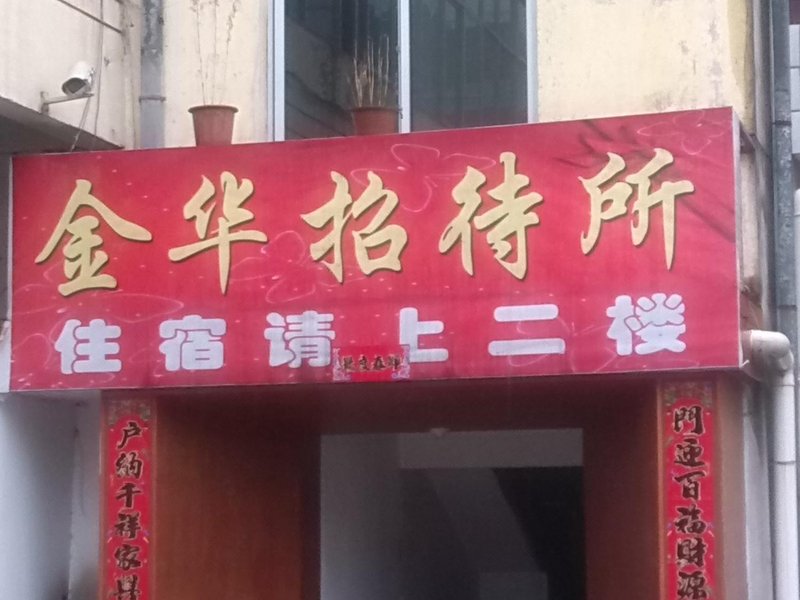 金华招待所
住宿请上二楼
户纳千祥家
門迎百福财源